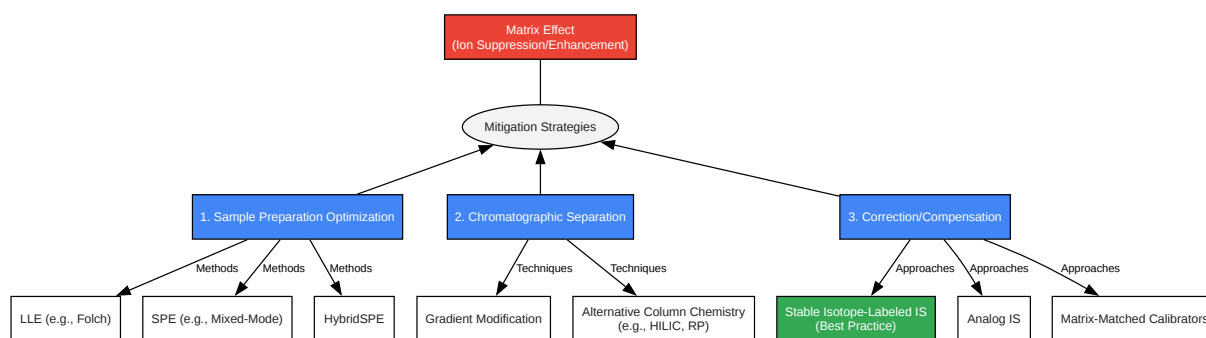 Matrix Effect
(Ion Suppression/Enhancement)
Mitigation Strategies
1. Sample Preparation Optimization
2. Chromatographic Separation
3. Correction/Compensation
Methods
Methods
Methods
Techniques
Techniques
Approaches
Approaches
Approaches
LLE (e.g., Folch)
SPE (e.g., Mixed-Mode)
HybridSPE
Gradient Modification
Alternative Column Chemistry
(e.g., HILIC, RP)
Stable Isotope-Labeled IS
(Best Practice)
Analog IS
Matrix-Matched Calibrators